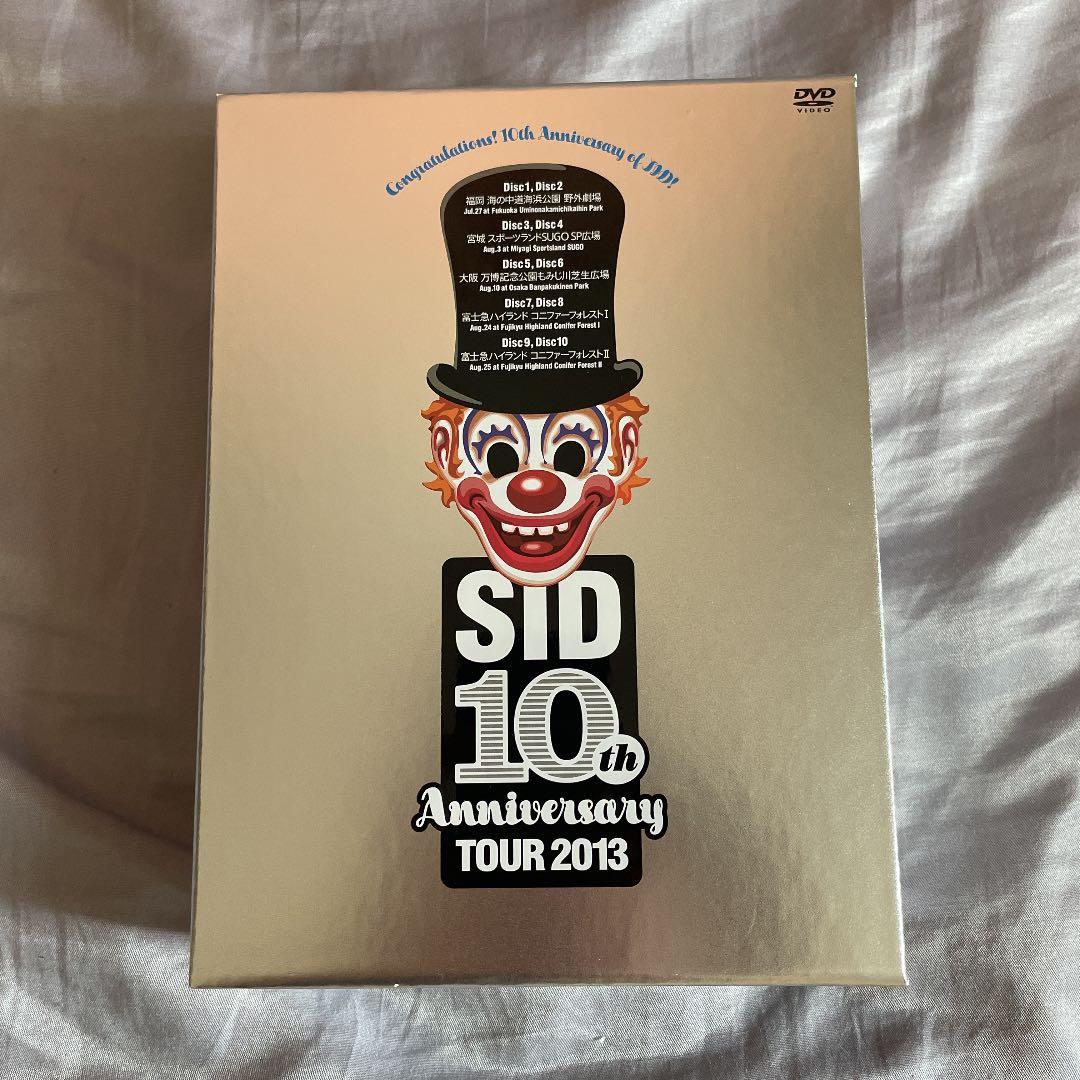 DVD
VIDEO
Congratulations! 10th Anniversary of SID!
Disc1, Disc2
福岡 海の中道海浜公園 野外劇場
Jul.27 at Fukuoka Uminonakamichikaihin Park
Disc3, Disc4
宮城 スポーツランドSUGO SP広場
Aug.3 at Miyagi Sportsland SUGO
Disc5, Disc6
大阪 万博記念公園もみじ川芝生広場
Aug.10 at Osaka Banpakukinen Park
Disc7, Disc8
富士急ハイランド コニファーフォレストⅠ
Aug.24 at Fujikyu Highland Conifer Forest I
Disc9, Disc10
富士急ハイランド コニファーフォレストⅡ
Aug.25 at Fujikyu Highland Conifer Forest II
SID
10th
Anniversary
TOUR 2013